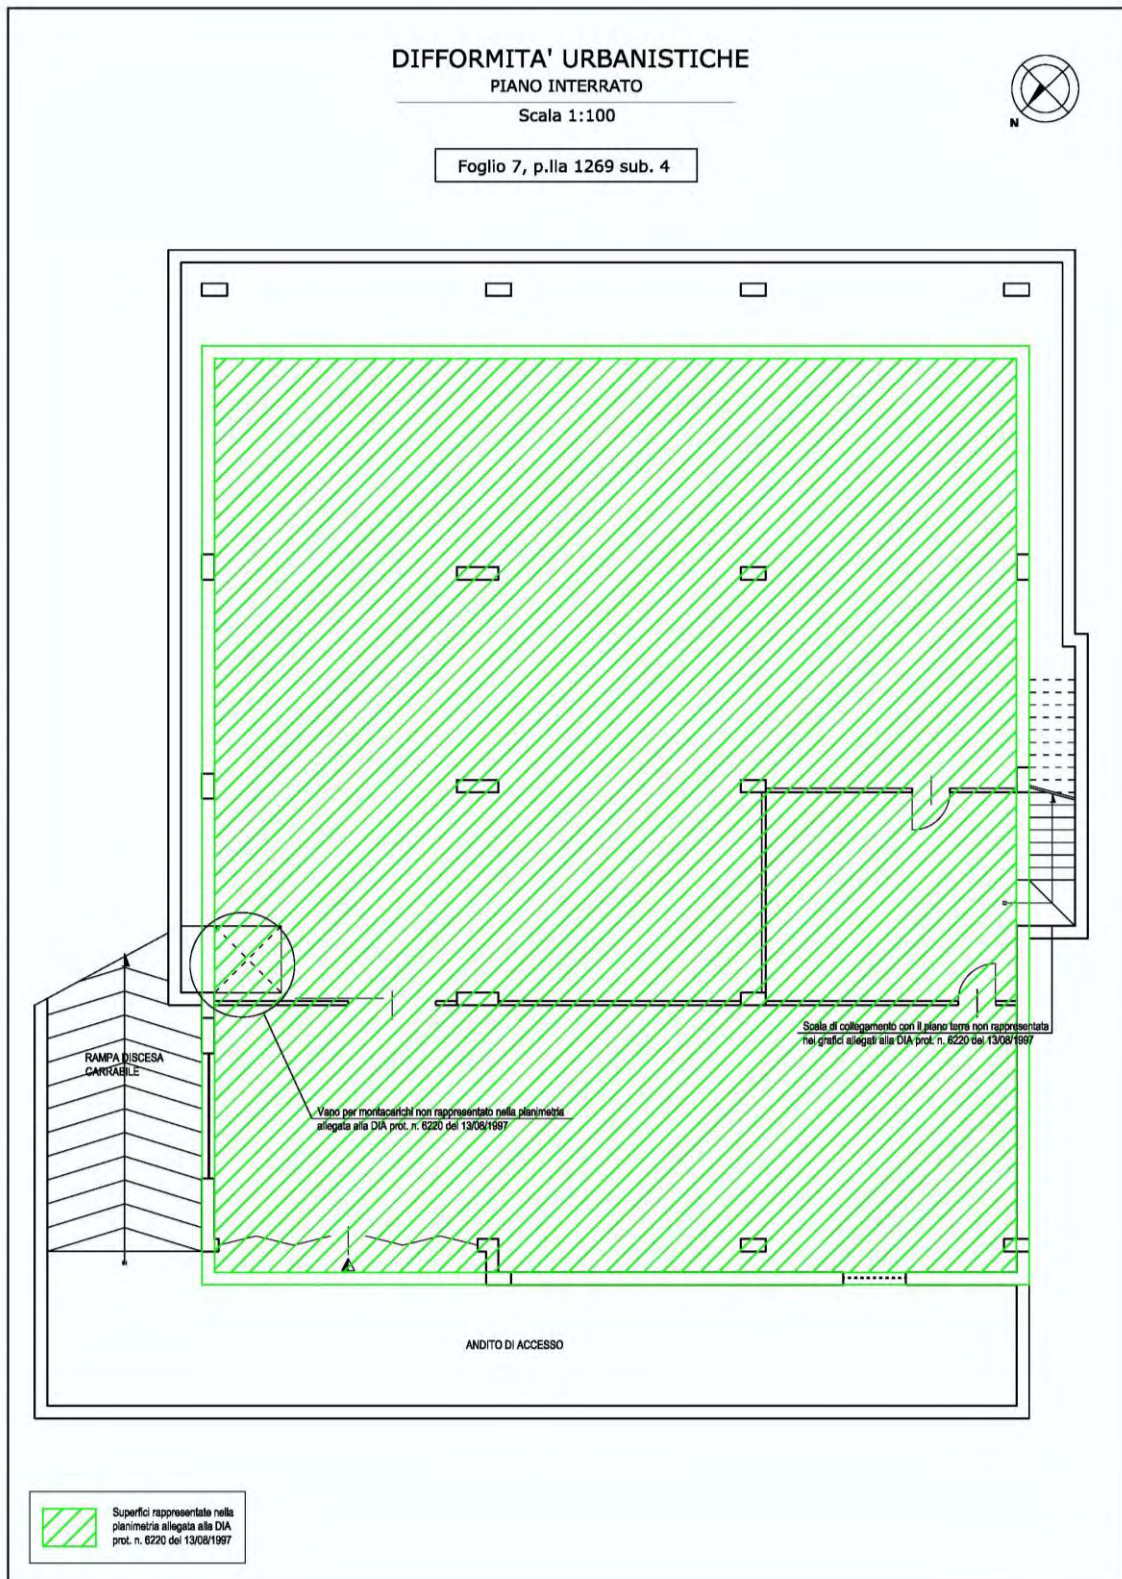 DIFFORMITA' URBANISTICHE
PIANO INTERRATO
Scala 1:100
N
Foglio 7, p.lla 1269 sub. 4
Scala di collegamento con il piano terra non rappresentata
nei grafici allegati alla DIA prot. n. 6220 del 13/08/1997
RAMPA DISCESA
CARRABILE
Vano per montacarichi non rappresentato nella planimetria
allegata alla DIA prot. n. 6220 del 13/08/1997
ANDITO DI ACCESSO
Superfici rappresentate nella
planimetria allegata alla DIA
prot. n. 6220 del 13/08/1997